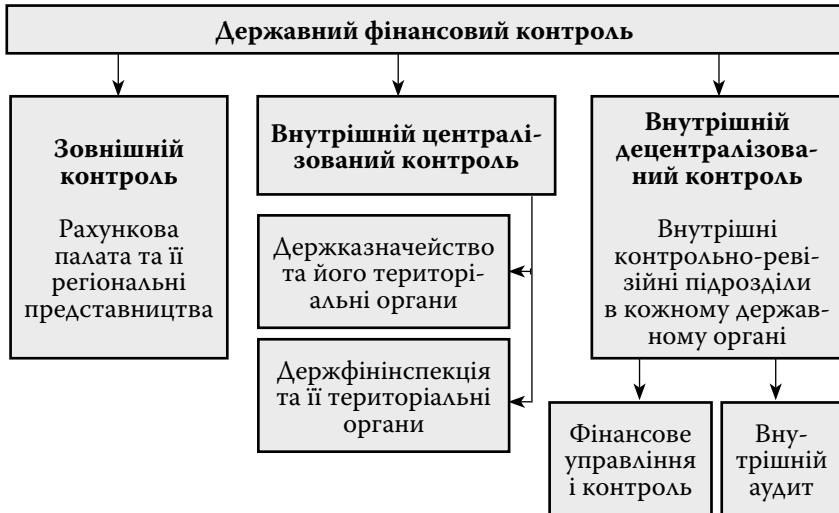 Державний фінансовий контроль
Зовнішній
контроль
Рахункова
палата та її
регіональні
представництва
Внутрішній централі-
зований контроль
Держказначейство
та його територі-
альні органи
Держфінінспекція
та її територіальні
органи
Внутрішній
децентралізова-
ний контроль
Внутрішні
контрольно-реві-
зійні підрозділи
в кожному держав-
ному органі
Фінансове
управління
і контроль
Вну-
трішній
аудит